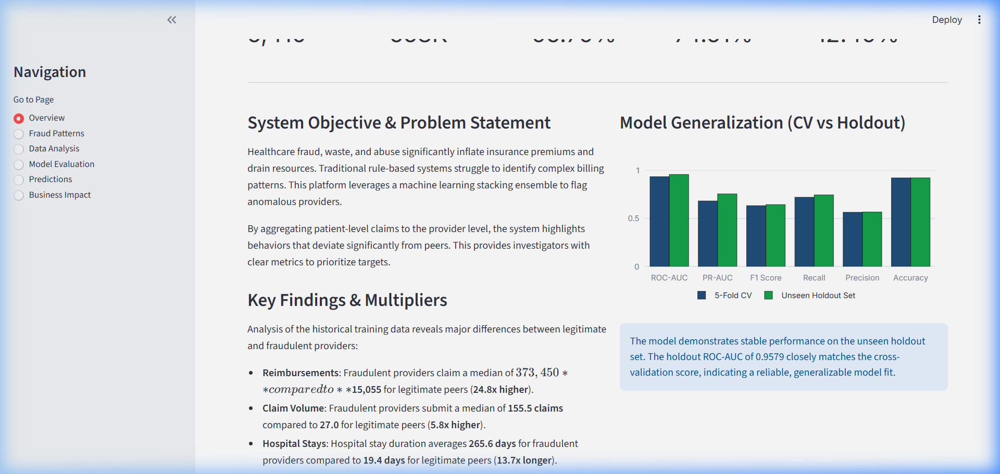 Deploy
Navigation
Go to Page
Overview
Fraud Patterns
Data Analysis
Model Evaluation
Predictions
Business Impact
System Objective & Problem Statement
Healthcare fraud, waste, and abuse significantly inflate insurance premiums and
drain resources. Traditional rule-based systems struggle to identify complex billing
patterns. This platform leverages a machine learning stacking ensemble to flag
anomalous providers.
By aggregating patient-level claims to the provider level, the system highlights
behaviors that deviate significantly from peers. This provides investigators with
clear metrics to prioritize targets.
Key Findings & Multipliers
Analysis of the historical training data reveals major differences between legitimate
and fraudulent providers:
• Reimbursements: Fraudulent providers claim a median of 373, 450 *
*comparedto * *15,055 for legitimate peers (24.8x higher).
• Claim Volume: Fraudulent providers submit a median of 155.5 claims
compared to 27.0 for legitimate peers (5.8x higher).
• Hospital Stays: Hospital stay duration averages 265.6 days for fraudulent
providers compared to 19.4 days for legitimate peers (13.7x longer).
Model Generalization (CV vs Holdout)
1
0.5
0
ROC-AUC PR-AUC F1 Score Recall Precision Accuracy
5-Fold CV Unseen Holdout Set
The model demonstrates stable performance on the unseen holdout
set. The holdout ROC-AUC of 0.9579 closely matches the cross-
validation score, indicating a reliable, generalizable model fit.